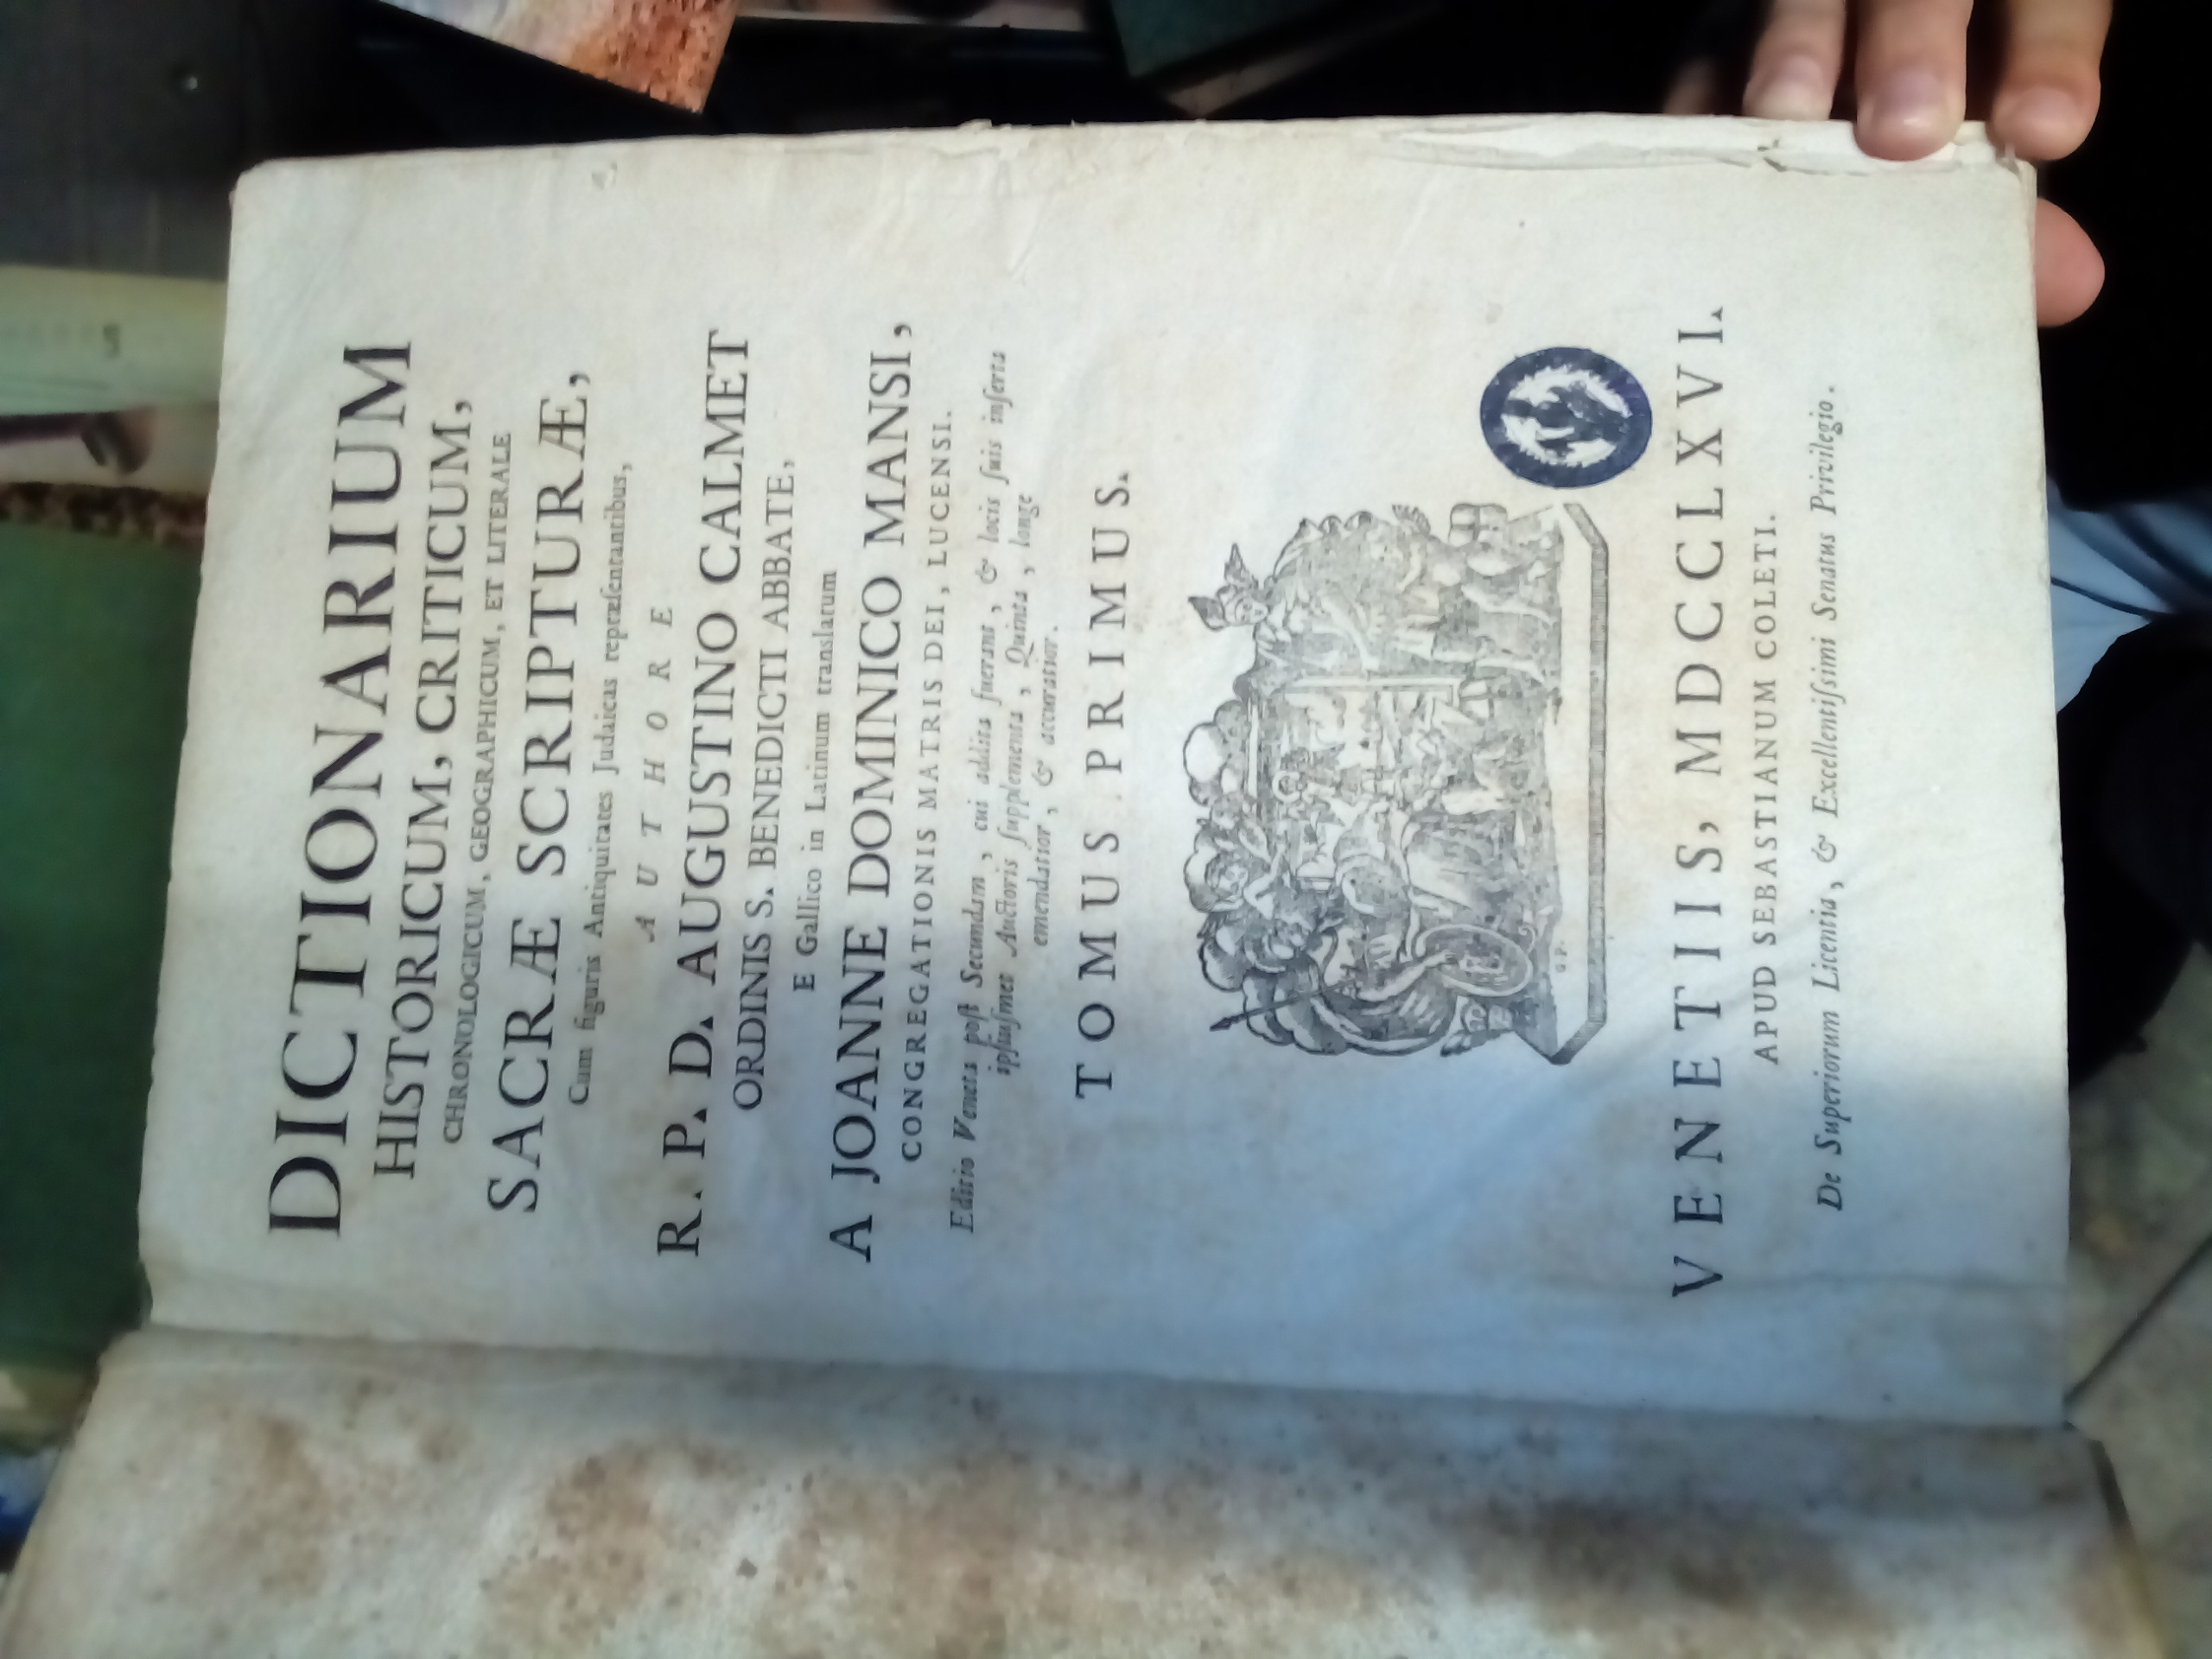 DICTIONARIUM
HISTORICUM, CRITICUM,
CHRONOLOGICUM, GEOGRAPHICUM, ET LITERALE
SACRÆ SCRIPTURÆ,
Cum figuris Antiquitates Judaicas repræſentantibus,
AUTHORE
R. P. D. AUGUSTINO CALMET
ORDINIS S. BENEDICTI ABBATE,
E Gallico in Latinum translatum
A JOANNE DOMINICO MANSI,
CONGREGATIONIS MATRIS DEI, LUCENSI.
Editio Veneta poſt Secundam, cui addita fuerant, & locis ſuis inſerta
ipſiuſmet Auctoris ſupplementa, Quinta, longe
emendatior, & accuratior.
TOMUS PRIMUS.
G.F.
VENETIIS, MDCCLXVI.
APUD SEBASTIANUM COLETI.
De Superiorum Licentia, & Excellentiſsimi Senatus Privilegio.